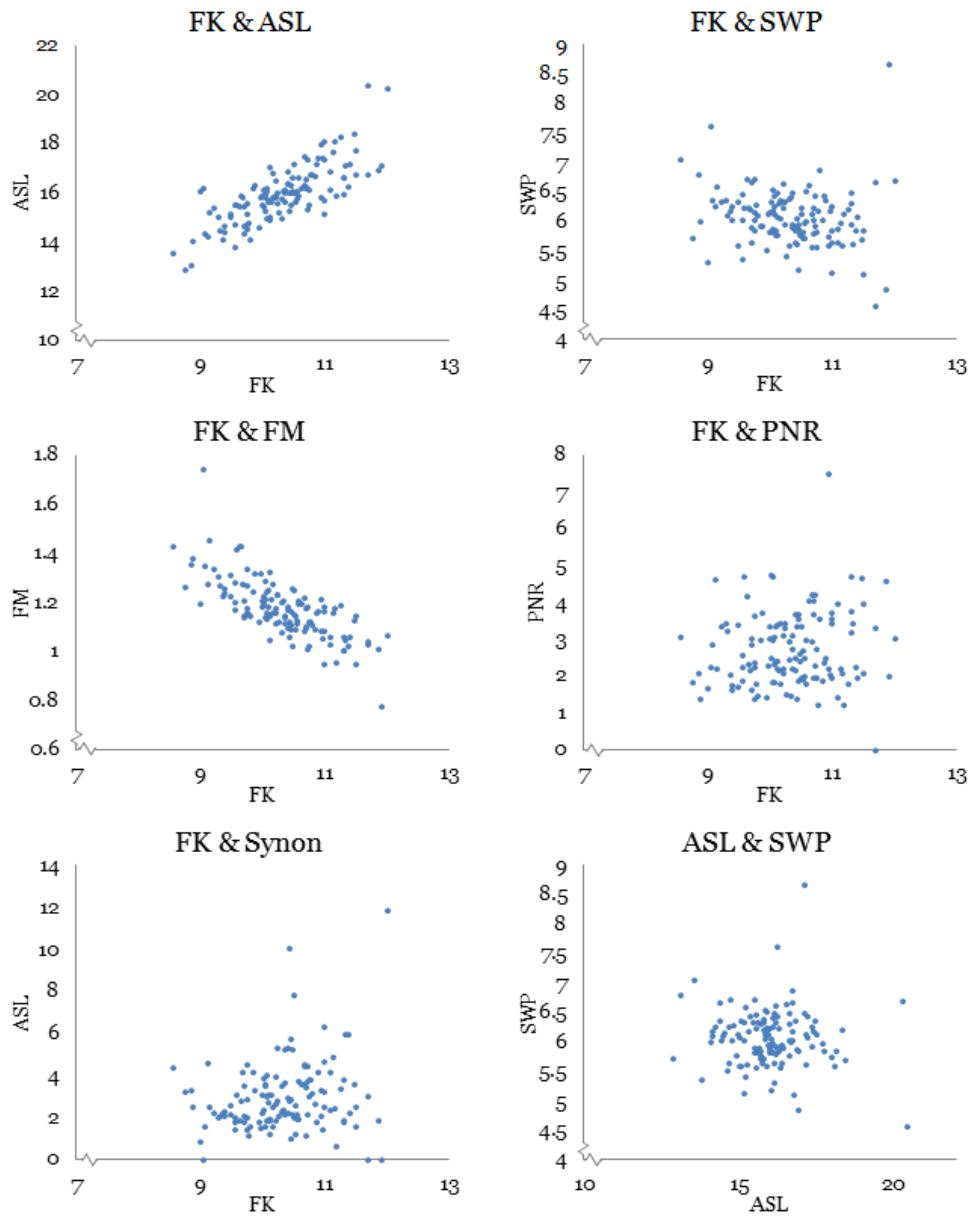 FK & ASL
22
20
18
16
14
12
10
ASL
7 9 11 13
FK
FK & SWP
9
8.5
8
7.5
7
6.5
6
5.5
5
4.5
4
SWP
7 9 11 13
FK
FK & FM
1.8
1.6
1.4
1.2
1
0.8
0.6
FM
7 9 11 13
FK
FK & PNR
8
7
6
5
4
3
2
1
0
PNR
7 9 11 13
FK
FK & Synon
14
12
10
8
6
4
2
0
ASL
7 9 11 13
FK
ASL & SWP
9
8.5
8
7.5
7
6.5
6
5.5
5
4.5
4
SWP
10 15 20
ASL